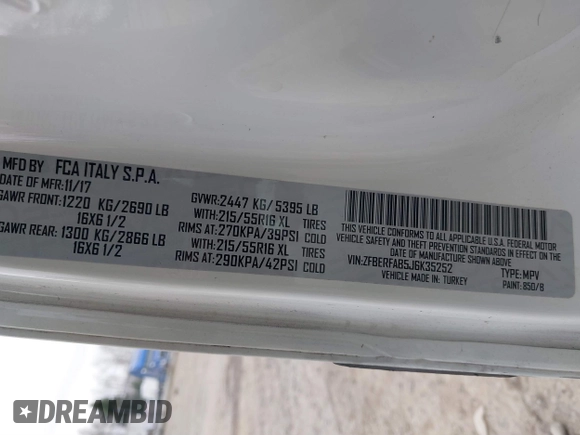 MFD BY FCA ITALY S.P.A.
DATE OF MFR:11/17
GAWR FRONT:1220 KG/2690 LB
16X6 1/2
GAWR REAR:1300 KG/2866 LB
16X6 1/2
GVWR:2447 KG/5395 LB
WITH:215/55R16 XL TIRES
RIMS AT:270KPA/39PSI COLD
WITH:215/55R16 XL TIRES
RIMS AT:290KPA/42PSI COLD
THIS VEHICLE CONFORMS TO ALL APPLICABLE U.S.A. FEDERAL MOTOR
VEHICLE SAFETY AND THEFT PREVENTION STANDARDS IN EFFECT ON THE
DATE OF MANUFACTURE SHOWN ABOVE.
VIN:ZFBERFAB5J6K35252 TYPE: MPV
VEHICLE MADE IN: TURKEY PAINT: 850/B
DREAMBID